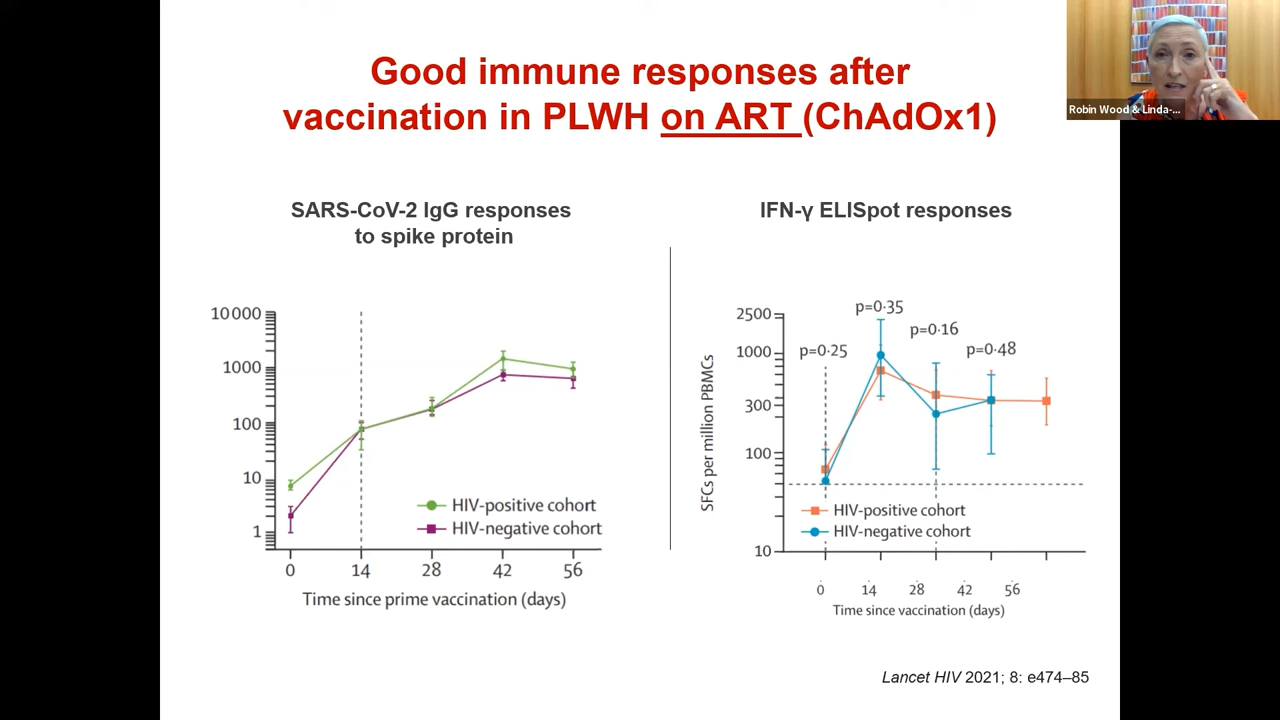 Good immune responses after
vaccination in PLWH on ART (ChAdOx1)
Robin Wood & Linda-...
SARS-CoV-2 IgG responses
to spike protein
10 000
1000
100
10
1
HIV-positive cohort
HIV-negative cohort
0 14 28 42 56
Time since prime vaccination (days)
IFN-γ ELISpot responses
SFCs per million PBMCs
2500
1000
300
100
10
p=0·25
p=0·35
p=0·16
p=0·48
HIV-positive cohort
HIV-negative cohort
0 14 28 42 56
Time since vaccination (days)
Lancet HIV 2021; 8: e474–85